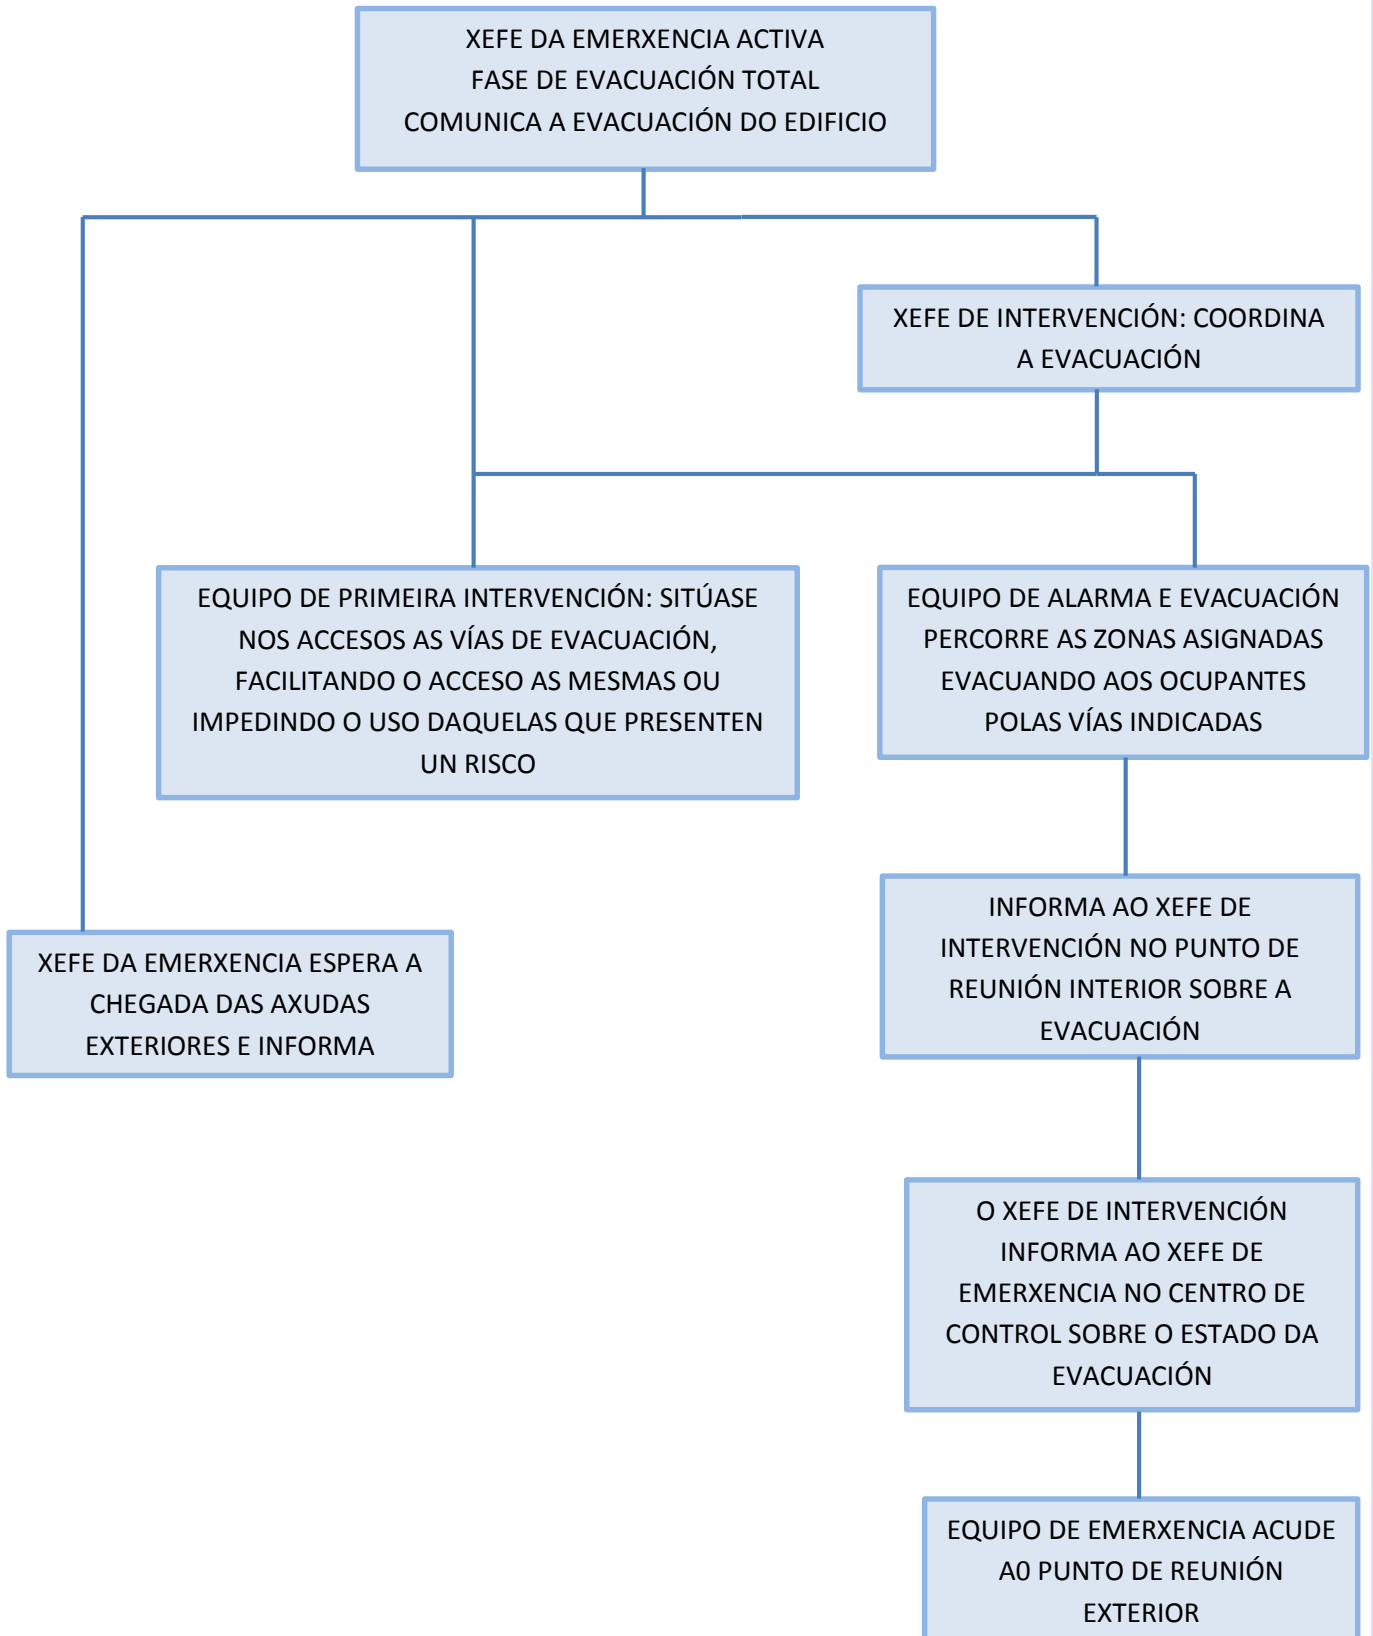 XEFE DA EMERXENCIA ACTIVA
FASE DE EVACUACIÓN TOTAL
COMUNICA A EVACUACIÓN DO EDIFICIO
XEFE DE INTERVENCIÓN: COORDINA
A EVACUACIÓN
EQUIPO DE PRIMEIRA INTERVENCIÓN: SITÚASE
NOS ACCESOS AS VÍAS DE EVACUACIÓN,
FACILITANDO O ACCESO AS MESMAS OU
IMPEDINDO O USO DAQUELAS QUE PRESENTEN
UN RISCO
EQUIPO DE ALARMA E EVACUACIÓN
PERCORRE AS ZONAS ASIGNADAS
EVACUANDO AOS OCUPANTES
POLAS VÍAS INDICADAS
XEFE DA EMERXENCIA ESPERA A
CHEGADA DAS AXUDAS
EXTERIORES E INFORMA
INFORMA AO XEFE DE
INTERVENCIÓN NO PUNTO DE
REUNIÓN INTERIOR SOBRE A
EVACUACIÓN
O XEFE DE INTERVENCIÓN
INFORMA AO XEFE DE
EMERXENCIA NO CENTRO DE
CONTROL SOBRE O ESTADO DA
EVACUACIÓN
EQUIPO DE EMERXENCIA ACUDE
A0 PUNTO DE REUNIÓN
EXTERIOR